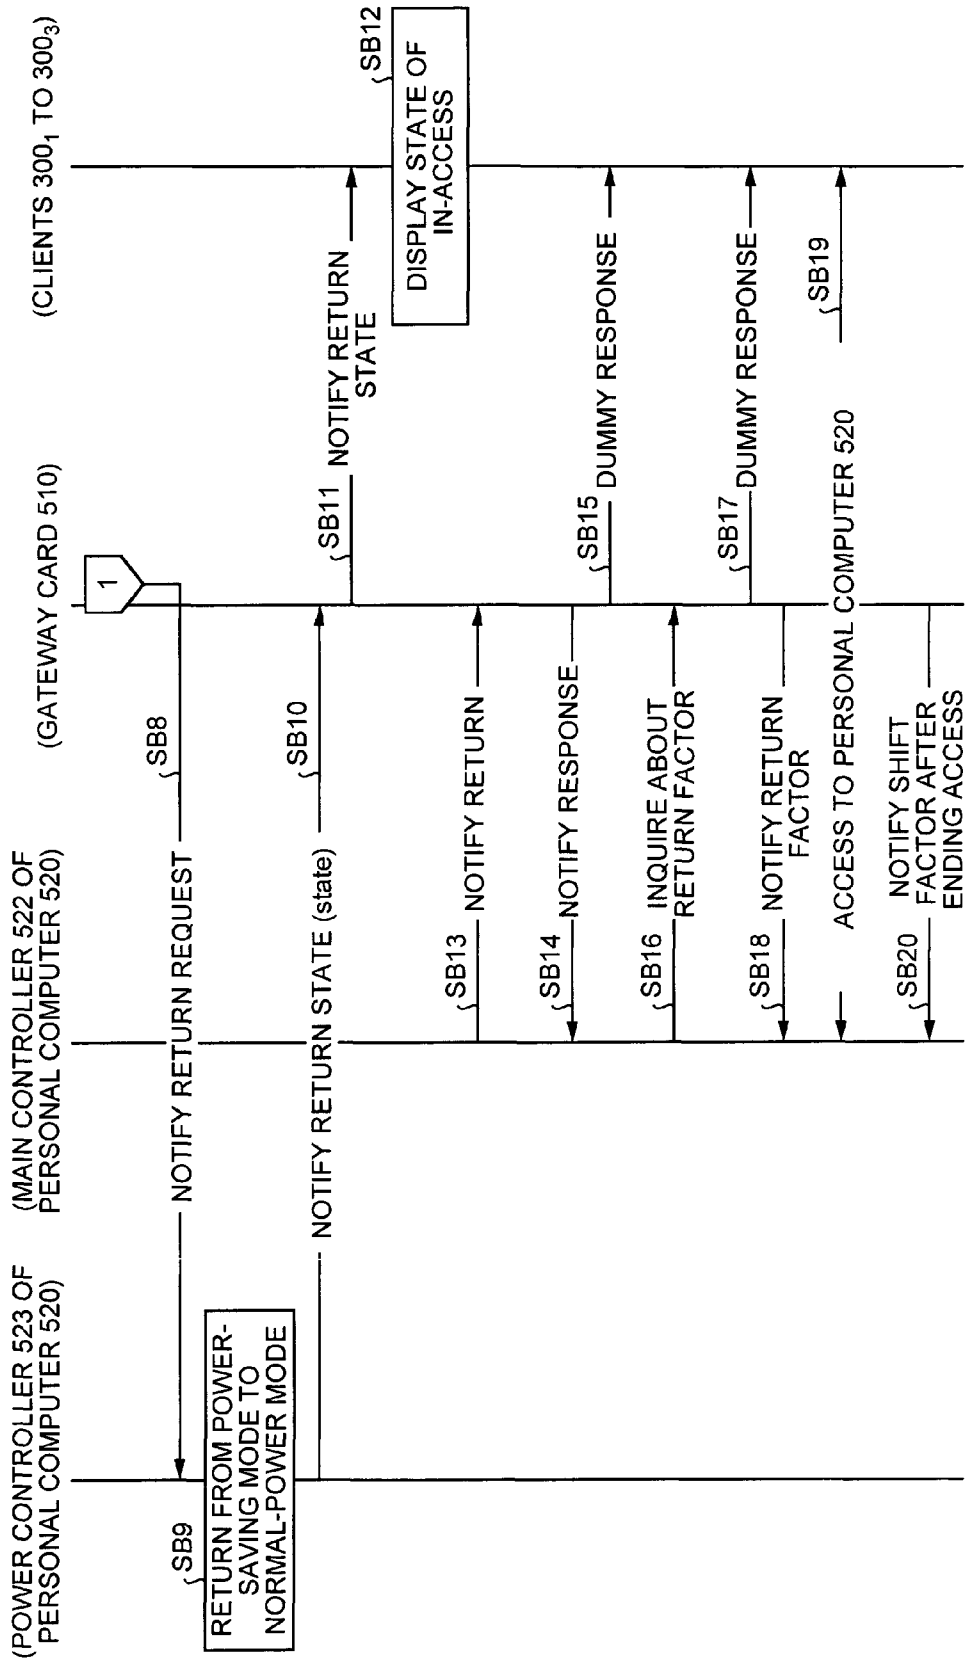 (POWER CONTROLLER 523 OF
PERSONAL COMPUTER 520)
(MAIN CONTROLLER 522 OF
PERSONAL COMPUTER 520)
(GATEWAY CARD 510)
(CLIENTS 300₁ TO 300₃)
1
SB8
NOTIFY RETURN REQUEST
SB9
RETURN FROM POWER-
SAVING MODE TO
NORMAL-POWER MODE
SB10
NOTIFY RETURN STATE (state)
SB11
NOTIFY RETURN
STATE
SB12
DISPLAY STATE OF
IN-ACCESS
SB13
NOTIFY RETURN
SB14
NOTIFY RESPONSE
SB15
DUMMY RESPONSE
SB16
INQUIRE ABOUT
RETURN FACTOR
SB17
DUMMY RESPONSE
SB18
NOTIFY RETURN
FACTOR
SB19
ACCESS TO PERSONAL COMPUTER 520
SB20
NOTIFY SHIFT
FACTOR AFTER
ENDING ACCESS